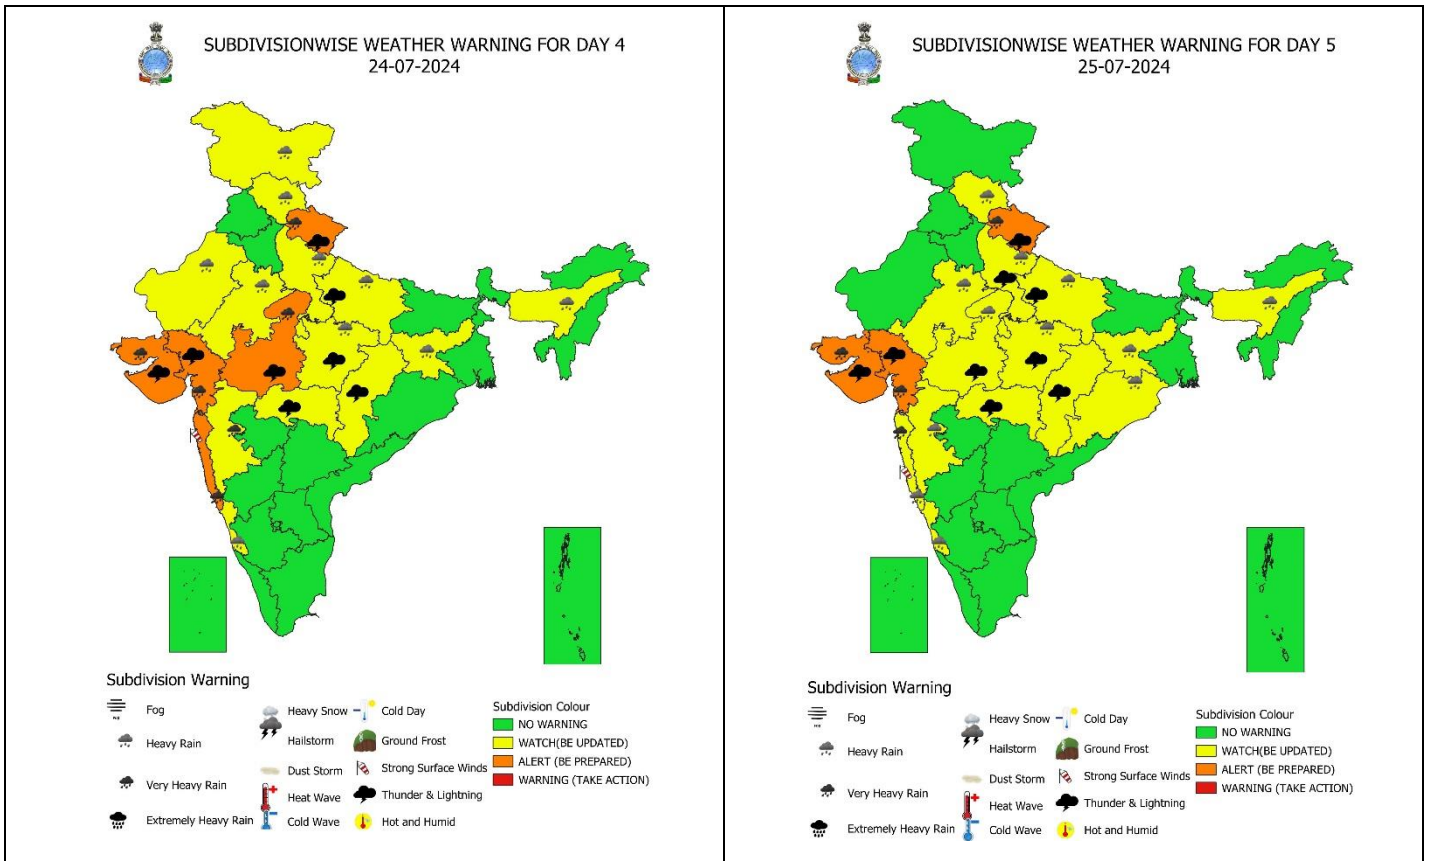 SUBDIVISIONWISE WEATHER WARNING FOR DAY 4
24-07-2024
Subdivision Warning
Fog
Heavy Rain
Very Heavy Rain
Extremely Heavy Rain
Heavy Snow
Hailstorm
Dust Storm
Heat Wave
Cold Wave
Cold Day
Ground Frost
Strong Surface Winds
Thunder & Lightning
Hot and Humid
Subdivision Colour
NO WARNING
WATCH(BE UPDATED)
ALERT (BE PREPARED)
WARNING (TAKE ACTION)
SUBDIVISIONWISE WEATHER WARNING FOR DAY 5
25-07-2024
Subdivision Warning
Fog
Heavy Rain
Very Heavy Rain
Extremely Heavy Rain
Heavy Snow
Hailstorm
Dust Storm
Heat Wave
Cold Wave
Cold Day
Ground Frost
Strong Surface Winds
Thunder & Lightning
Hot and Humid
Subdivision Colour
NO WARNING
WATCH(BE UPDATED)
ALERT (BE PREPARED)
WARNING (TAKE ACTION)